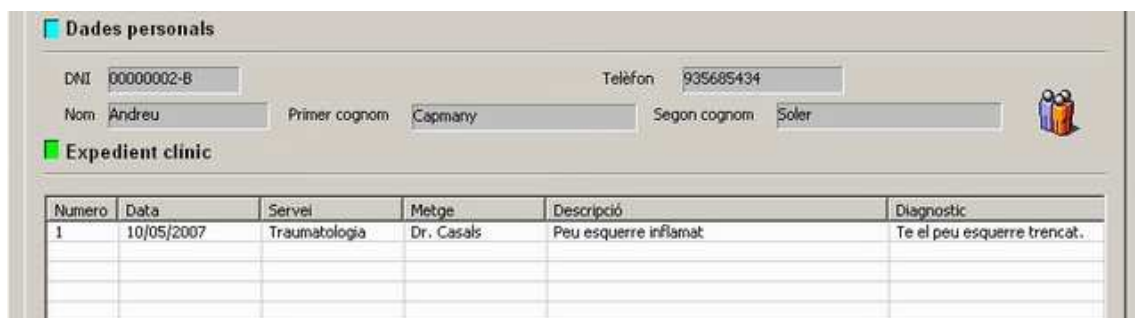 Dades personals
DNI 00000002-B Telèfon 935685434
Nom Andreu Primer cognom Capmany Segon cognom Soler
Expedient clínic
Numero Data Servei Metge Descripció Diagnostic
1 10/05/2007 Traumatologia Dr. Casals Peu esquerre inflamat Te el peu esquerre trencat.